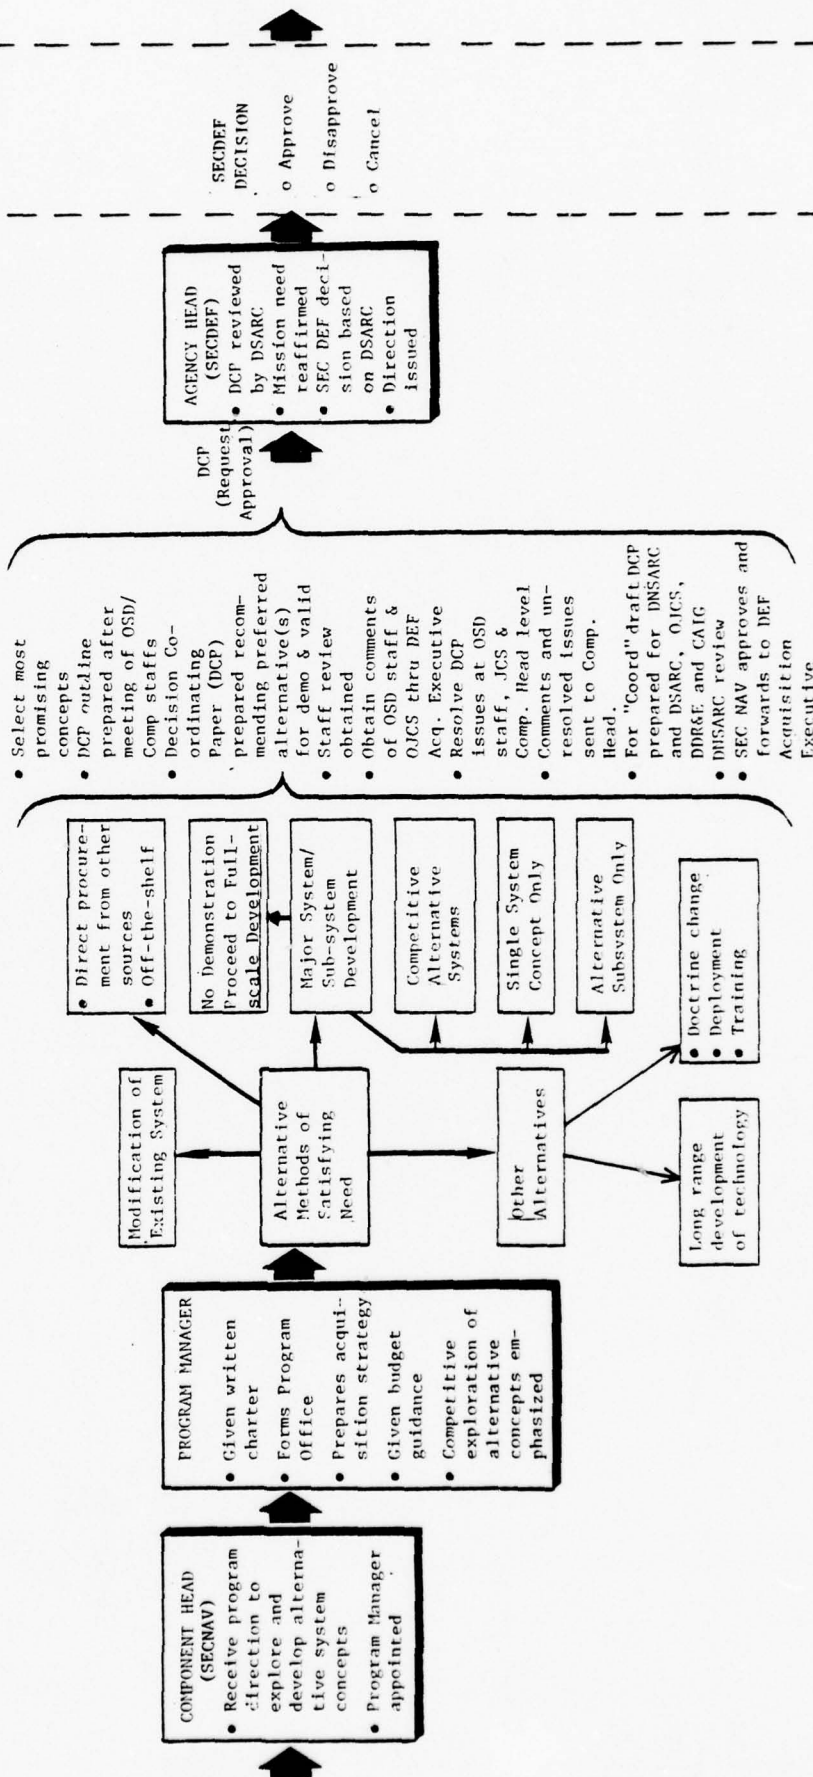 COMPONENT HEAD
(SECNAV)
• Receive program
direction to
explore and
develop alterna-
tive system
concepts
• Program Manager
appointed
PROGRAM MANAGER
• Given written
charter
• Forms Program
Office
• Prepares acqui-
sition strategy
• Given budget
guidance
• Competitive
exploration of
alternative
concepts em-
phasized
Modification of
Existing System
Alternative
Methods of
Satisfying
Need
Other
Alternatives
Long range
development
of technology
• Direct procure-
ment from other
sources
• Off-the-shelf
No Demonstration
Proceed to Full-
scale Development
Major System/
Sub-system
Development
Competitive
Alternative
Systems
Single System
Concept Only
Alternative
Subsystem Only
• Doctrine change
• Deployment
• Training
• Select most
promising
concepts
• DCP outline
prepared after
meeting of OSD/
Comp staffs
• Decision Co-
ordinating
Paper (DCP)
prepared recom-
mending preferred
alternative(s)
for demo & valid
• Staff review
obtained
• Obtain comments
of OSD staff &
OJCS thru DEF
Acq. Executive
• Resolve DCP
issues at OSD
staff, JCS &
Comp. Head level
• Comments and un-
resolved issues
sent to Comp.
Head.
• For "Coord" draft DCP
prepared for DNSARC
and DSARC, OJCS,
DDR&E and CAIG
• DNSARC review
• SEC NAV approves and
forwards to DEF
Acquisition
Executive
DCP
(Request
Approval)
AGENCY HEAD
(SECDEF)
• DCP reviewed
by DSARC
• Mission need
reaffirmed
• SEC DEF deci-
sion based
on DSARC
• Direction
issued
SECDEF
DECISION
o Approve
o Disapprove
o Cancel